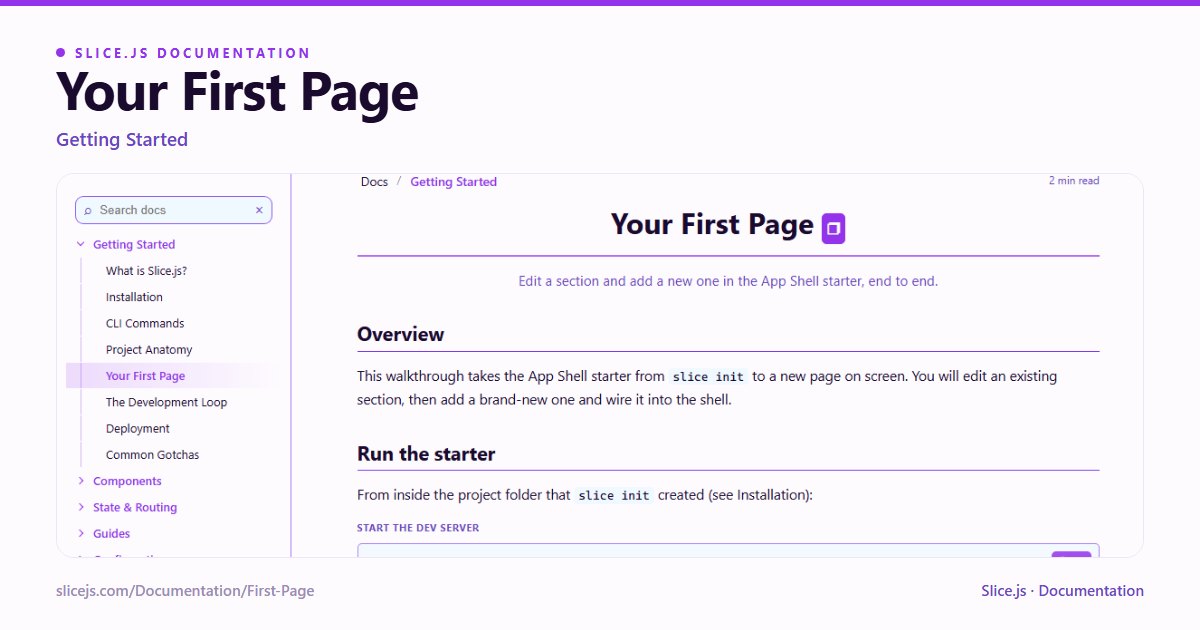 SLICE.JS DOCUMENTATION
Your First Page
Getting Started
Search docs
Getting Started
What is Slice.js?
Installation
CLI Commands
Project Anatomy
Your First Page
The Development Loop
Deployment
Common Gotchas
Components
State & Routing
Guides
Docs / Getting Started
2 min read
Your First Page
Edit a section and add a new one in the App Shell starter, end to end.
Overview
This walkthrough takes the App Shell starter from slice init to a new page on screen. You will edit an existing
section, then add a brand-new one and wire it into the shell.
Run the starter
From inside the project folder that slice init created (see Installation):
START THE DEV SERVER
slicejs.com/Documentation/First-Page
Slice.js · Documentation